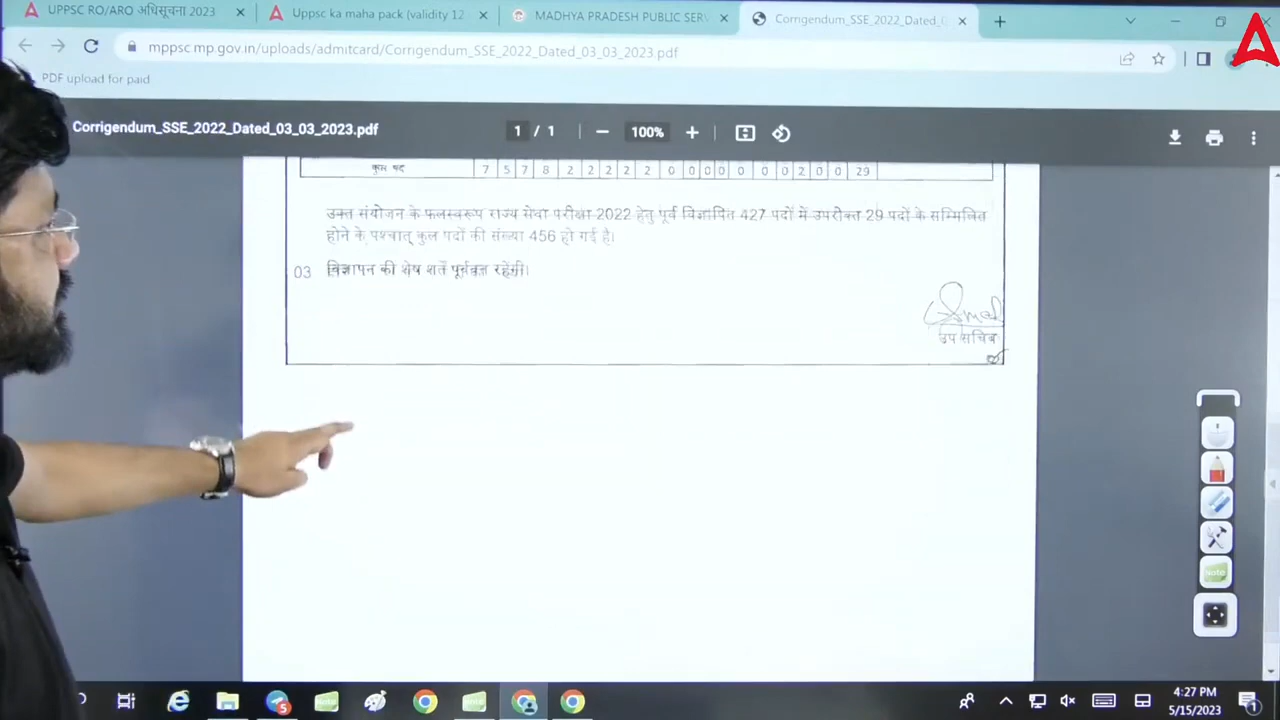 UPPSC RO/ARO अधिसूचना 2023
Uppsc ka maha pack (validity 12
MADHYA PRADESH PUBLIC SERV
Corrigendum_SSE_2022_Dated_0
mppsc.mp.gov.in/uploads/admitcard/Corrigendum_SSE_2022_Dated_03_03_2023.pdf
PDF upload for paid
Corrigendum_SSE_2022_Dated_03_03_2023.pdf
1 / 1
100%
कुल पद 7 5 7 8 2 2 2 2 2 0 0 0 0 0 0 0 2 0 0 29
उक्त संयोजन के फलस्वरूप राज्य सेवा परीक्षा 2022 हेतु पूर्व विज्ञापित 427 पदों में उपरोक्त 29 पदों के सम्मिलित
होने के पश्चात् कुल पदों की संख्या 456 हो गई है।
03 विज्ञापन की शेष शर्तें पूर्ववत रहेंगी।
उप सचिव
Note
4:27 PM
5/15/2023